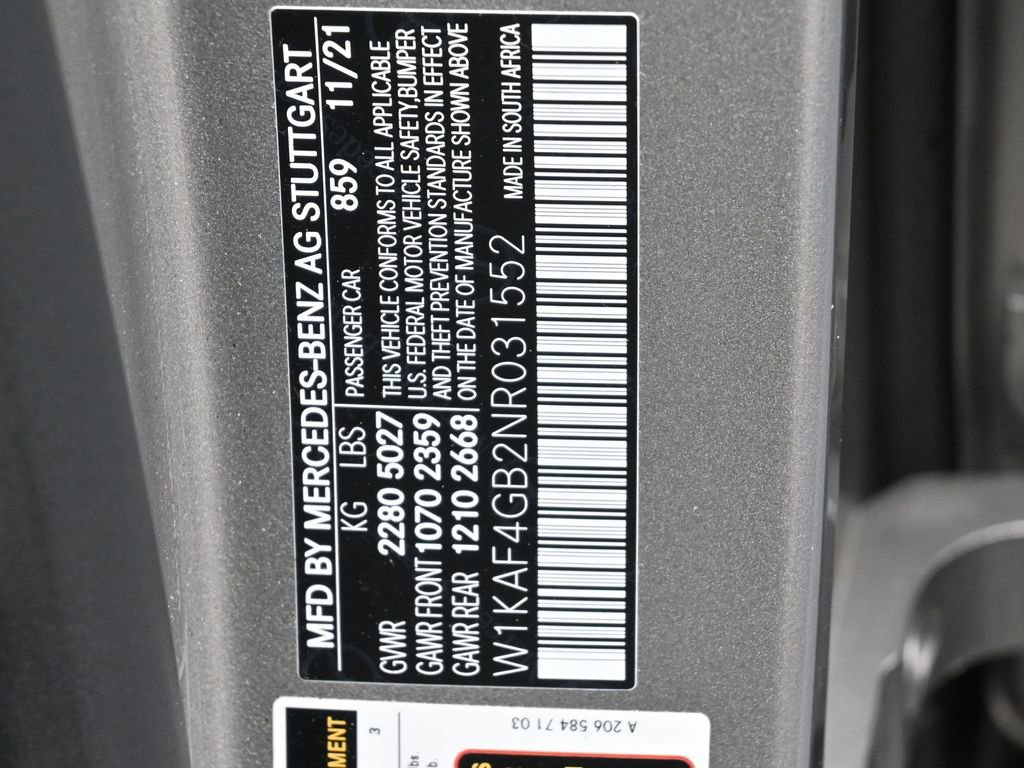 MFD BY MERCEDES-BENZ AG STUTTGART
KG LBS PASSENGER CAR 859 11/21
GVWR 2280 5027
GAWR FRONT 1070 2359
GAWR REAR 1210 2668
THIS VEHICLE CONFORMS TO ALL APPLICABLE
U.S. FEDERAL MOTOR VEHICLE SAFETY,BUMPER
AND THEFT PREVENTION STANDARDS IN EFFECT
ON THE DATE OF MANUFACTURE SHOWN ABOVE
W1KAF4GB2NR031552 MADE IN SOUTH AFRICA
A 206 584 71 03
3